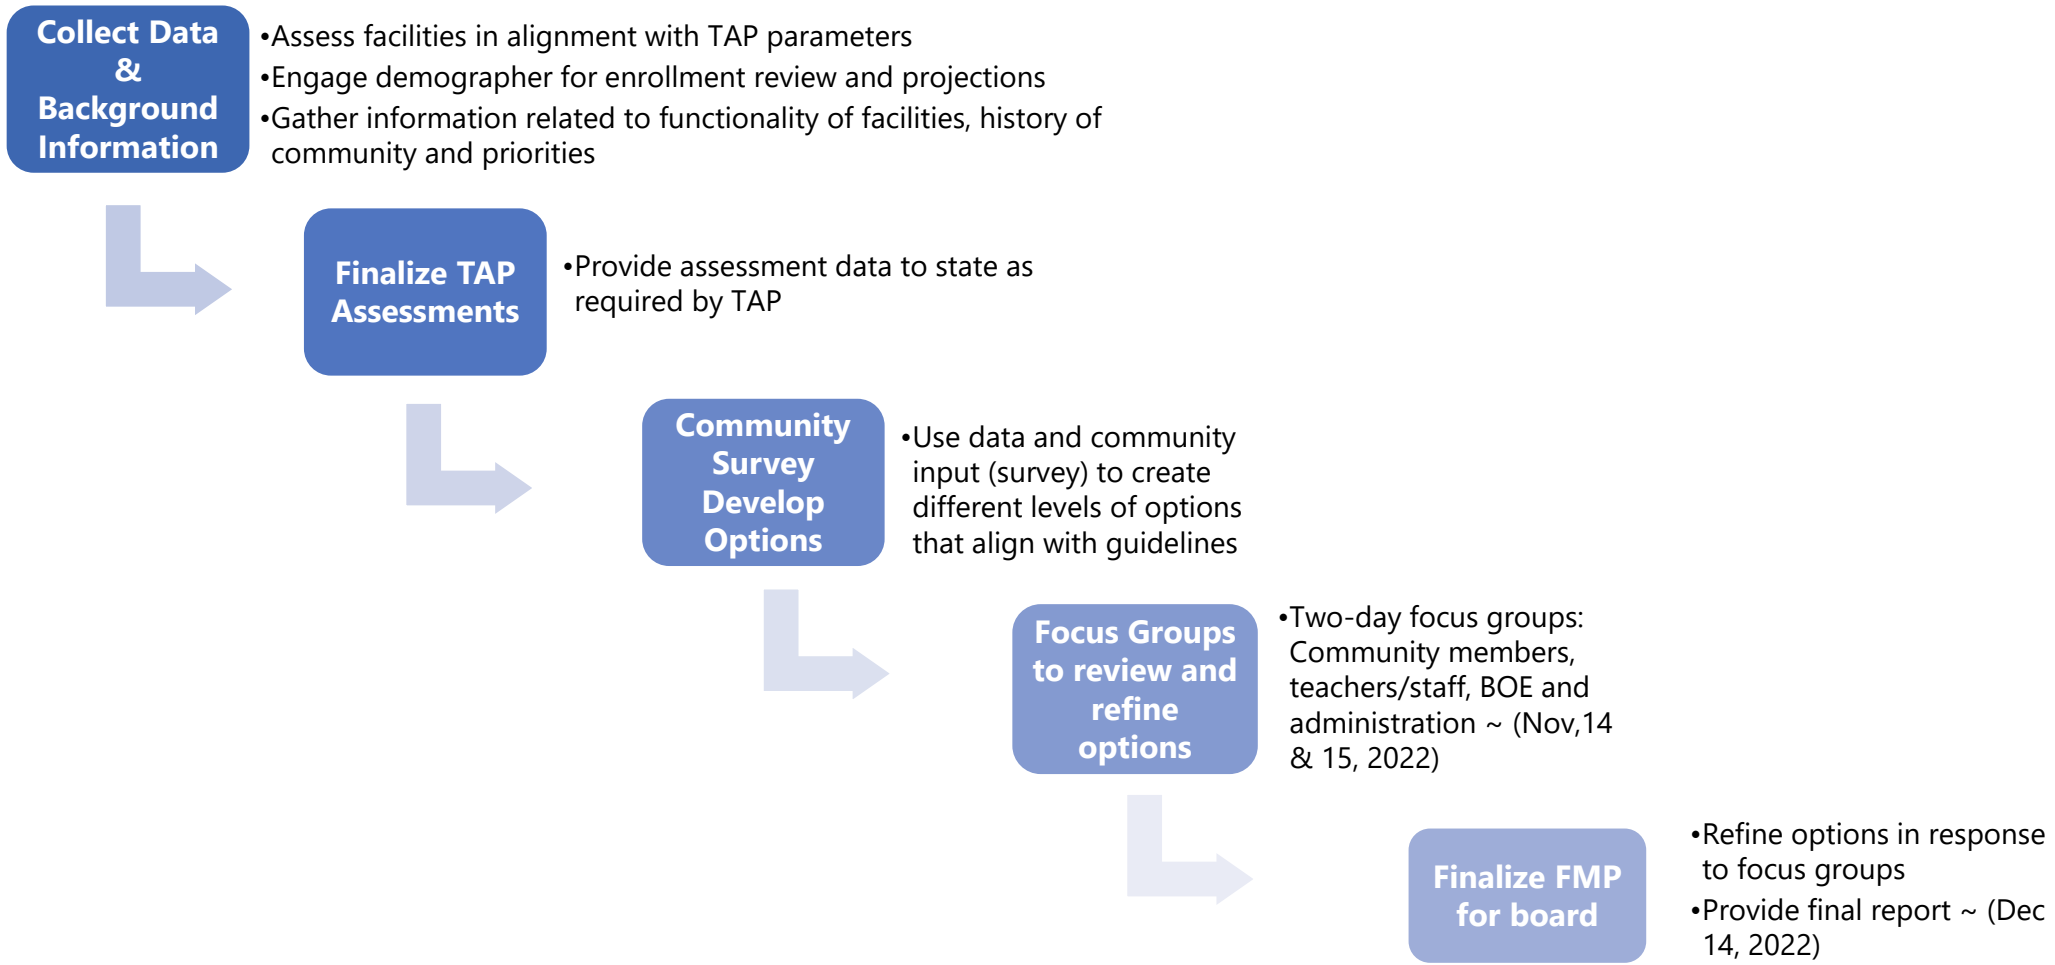 Collect Data
&
Background
Information
•Assess facilities in alignment with TAP parameters
•Engage demographer for enrollment review and projections
•Gather information related to functionality of facilities, history of
community and priorities
Finalize TAP
Assessments
•Provide assessment data to state as
required by TAP
Community
Survey
Develop
Options
•Use data and community
input (survey) to create
different levels of options
that align with guidelines
Focus Groups
to review and
refine
options
•Two-day focus groups:
Community members,
teachers/staff, BOE and
administration ~ (Nov,14
& 15, 2022)
Finalize FMP
for board
•Refine options in response
to focus groups
•Provide final report ~ (Dec
14, 2022)